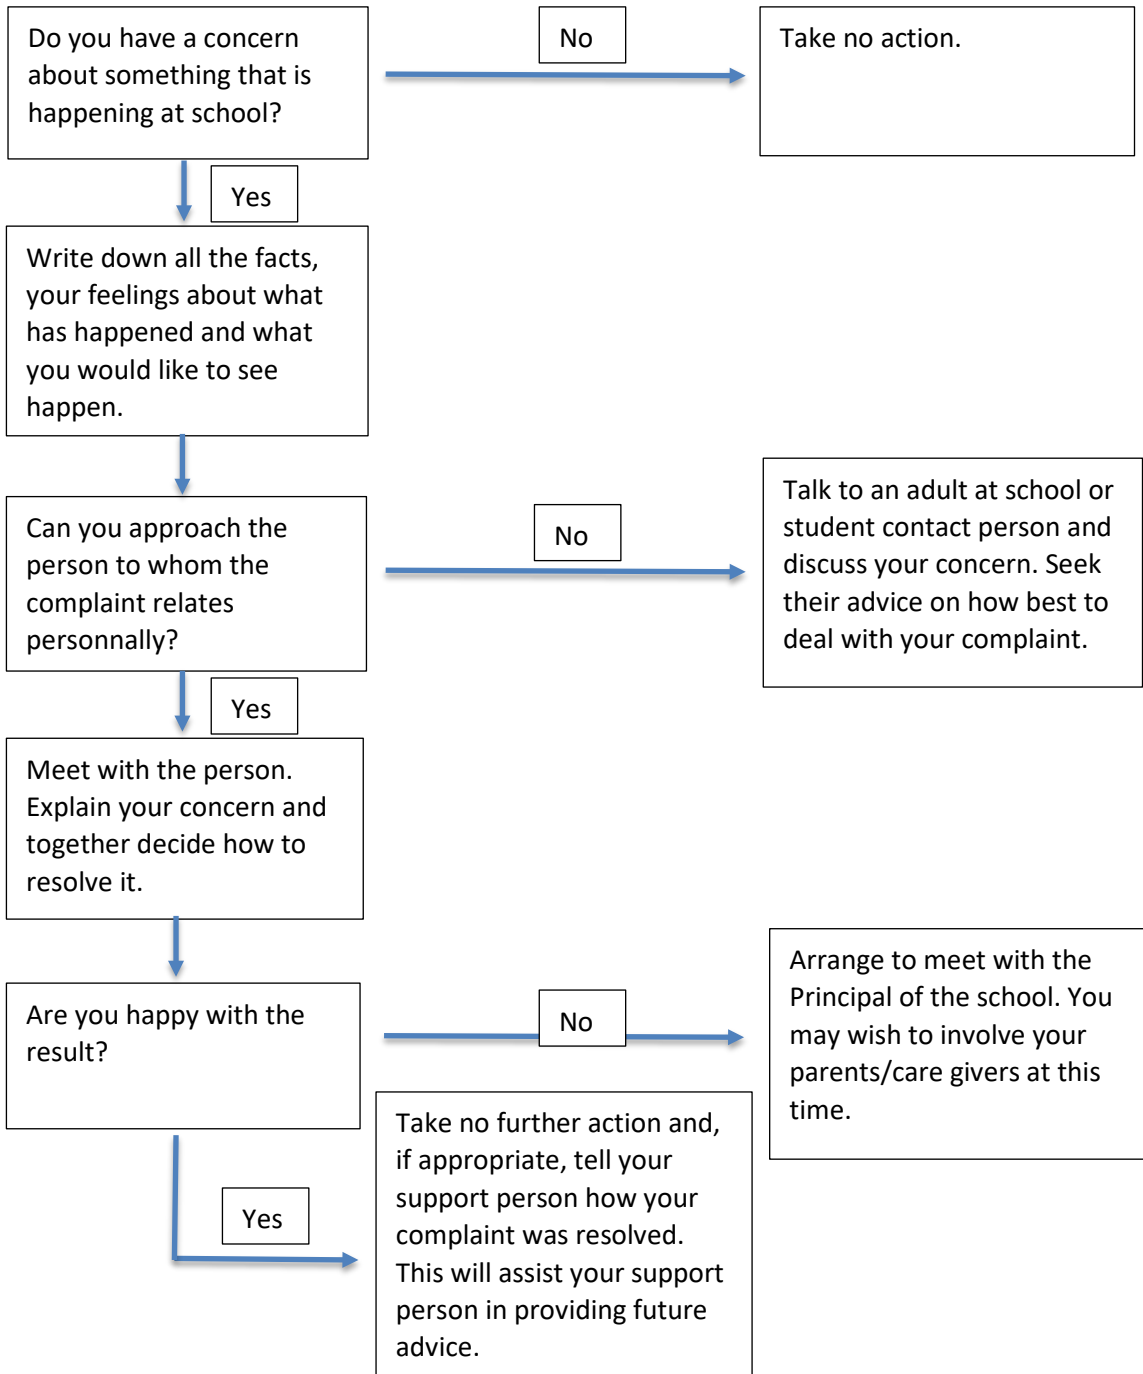 Do you have a concern
about something that is
happening at school?
No
Take no action.
Yes
Write down all the facts,
your feelings about what
has happened and what
you would like to see
happen.
Can you approach the
person to whom the
complaint relates
personnally?
No
Talk to an adult at school or
student contact person and
discuss your concern. Seek
their advice on how best to
deal with your complaint.
Yes
Meet with the person.
Explain your concern and
together decide how to
resolve it.
Are you happy with the
result?
No
Arrange to meet with the
Principal of the school. You
may wish to involve your
parents/care givers at this
time.
Yes
Take no further action and,
if appropriate, tell your
support person how your
complaint was resolved.
This will assist your support
person in providing future
advice.